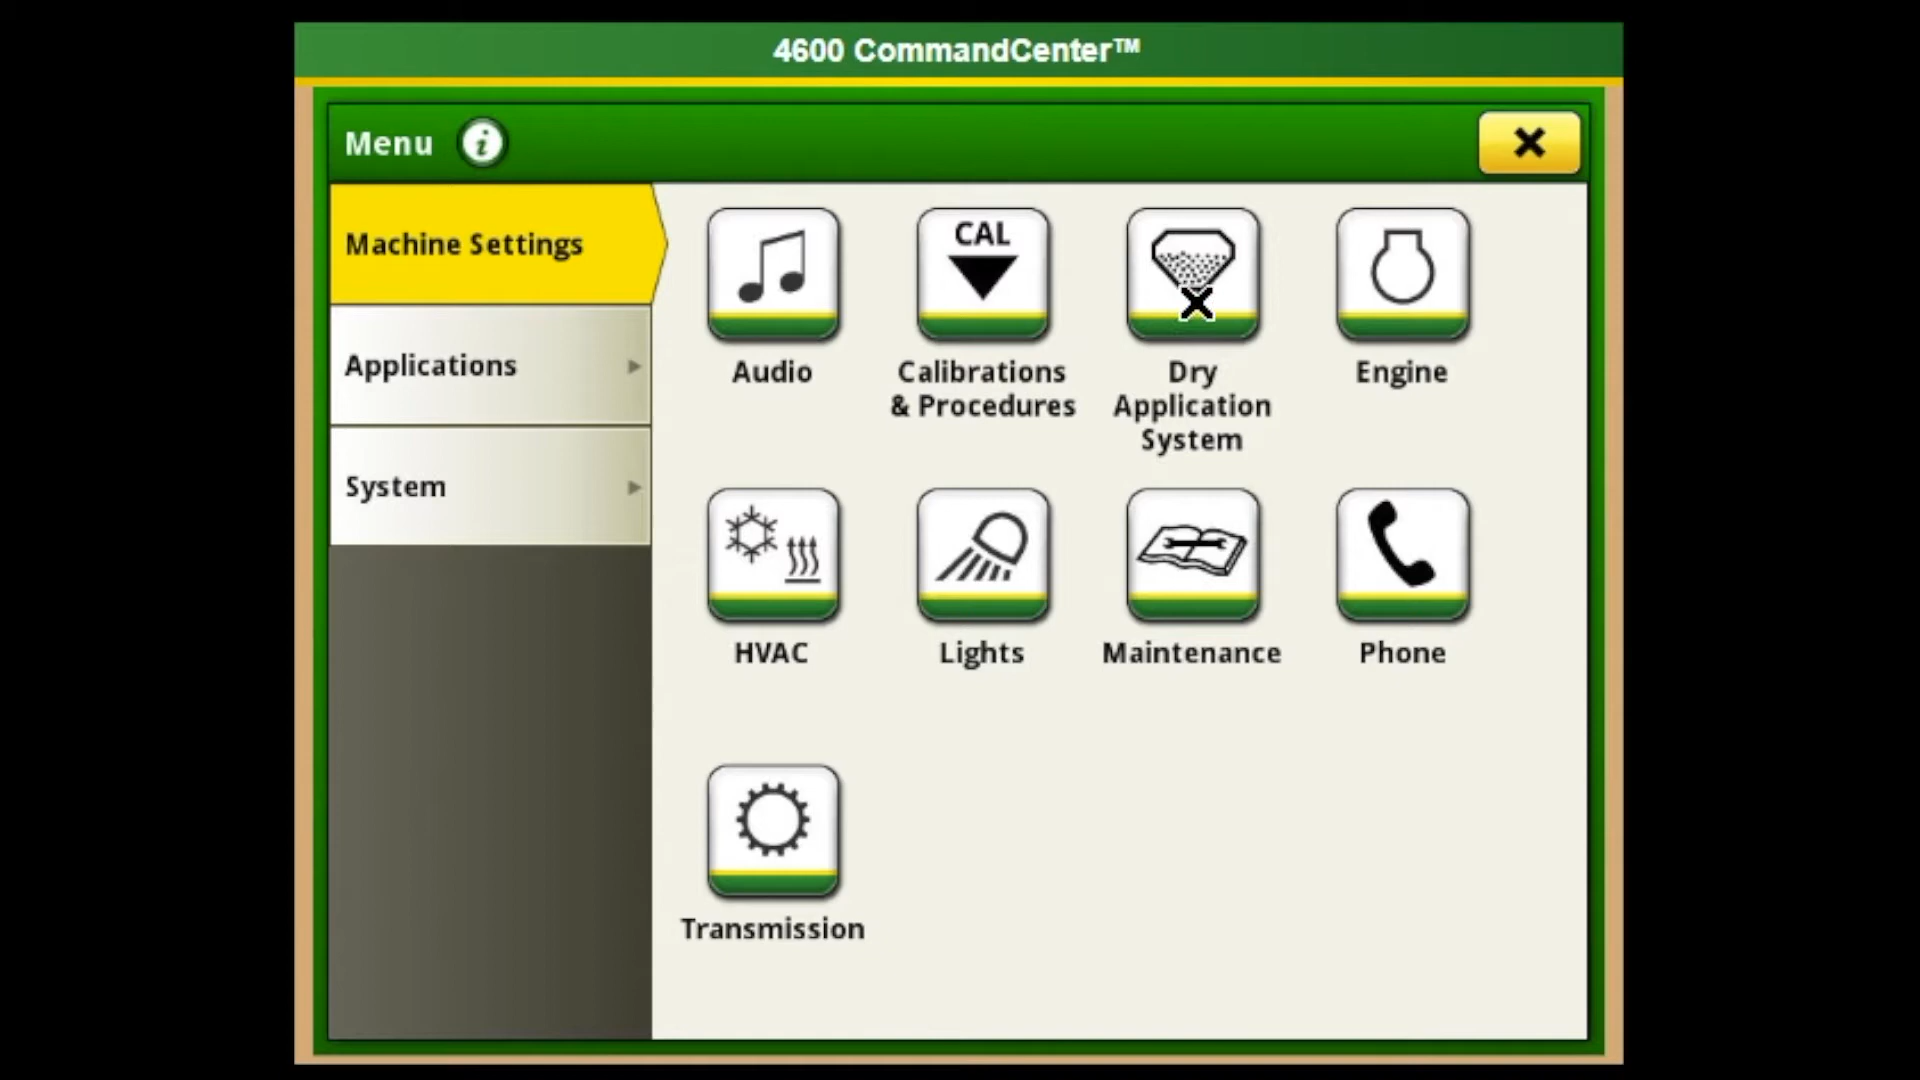 4600 CommandCenter™
Menu
Machine Settings
Applications
System
CAL
Audio
Calibrations
& Procedures
Dry
Application
System
Engine
HVAC
Lights
Maintenance
Phone
Transmission